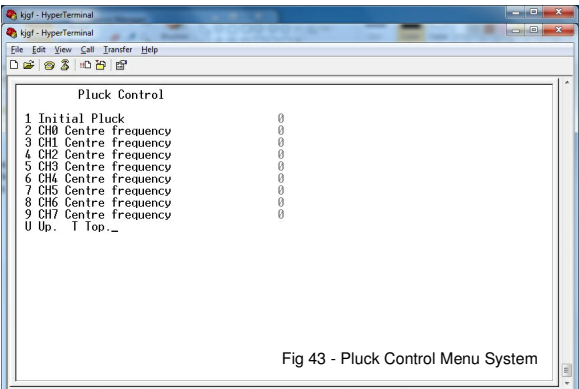 kjgf - HyperTerminal
kjgf - HyperTerminal
File Edit View Call Transfer Help
Pluck Control
1 Initial Pluck 0
2 CH0 Centre frequency 0
3 CH1 Centre frequency 0
4 CH2 Centre frequency 0
5 CH3 Centre frequency 0
6 CH4 Centre frequency 0
7 CH5 Centre frequency 0
8 CH6 Centre frequency 0
9 CH7 Centre frequency 0
U Up. T Top._
Fig 43 - Pluck Control Menu System